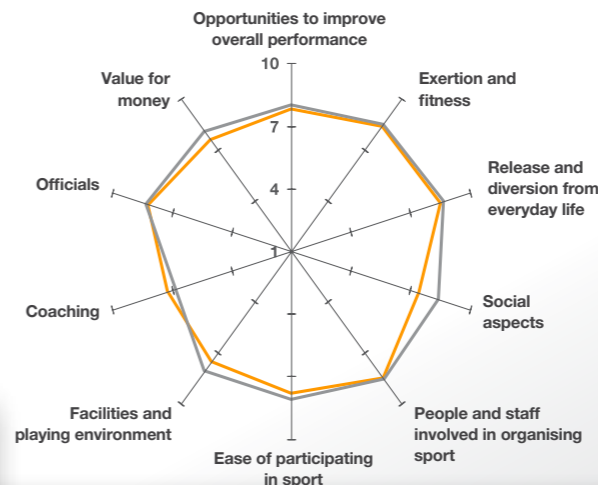 Opportunities to improve
overall performance
10
Value for
money
Exertion and
fitness
7
Officials
Release and
diversion from
everyday life
4
1
Coaching
Social
aspects
Facilities and
playing environment
People and staff
involved in organising
sport
Ease of participating
in sport